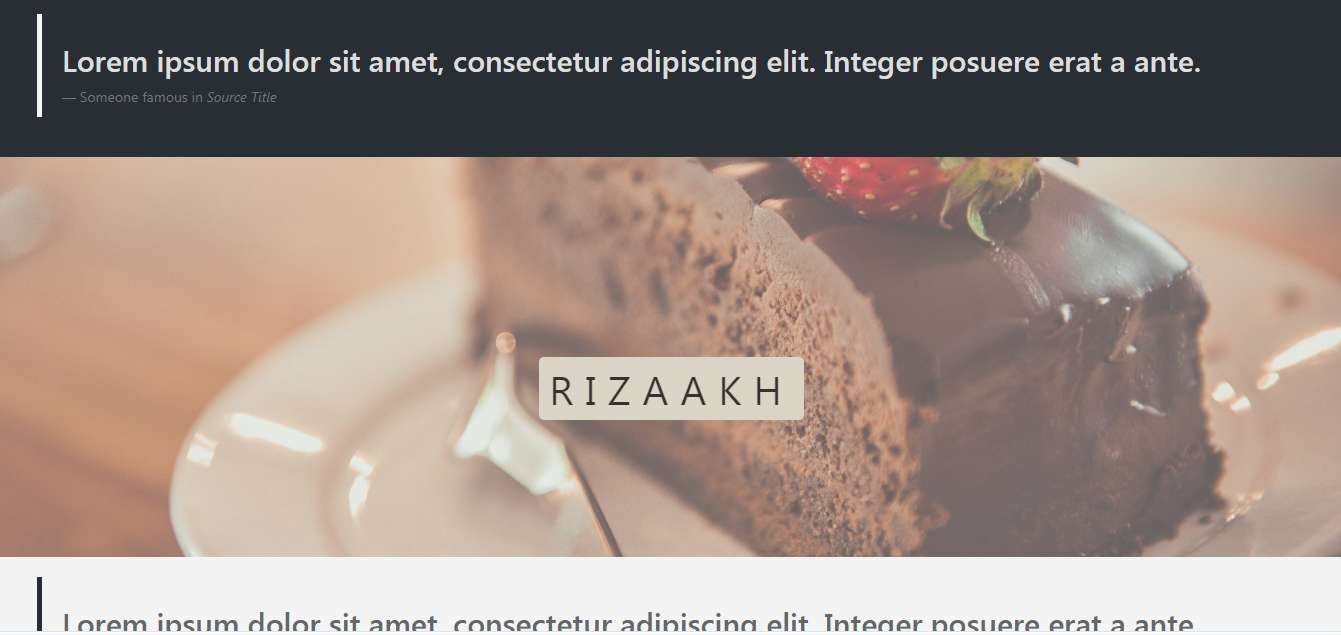 Lorem ipsum dolor sit amet, consectetur adipiscing elit. Integer posuere erat a ante.
— Someone famous in Source Title
RIZAAKH
Lorem ipsum dolor sit amet, consectetur adipiscing elit. Integer posuere erat a ante.